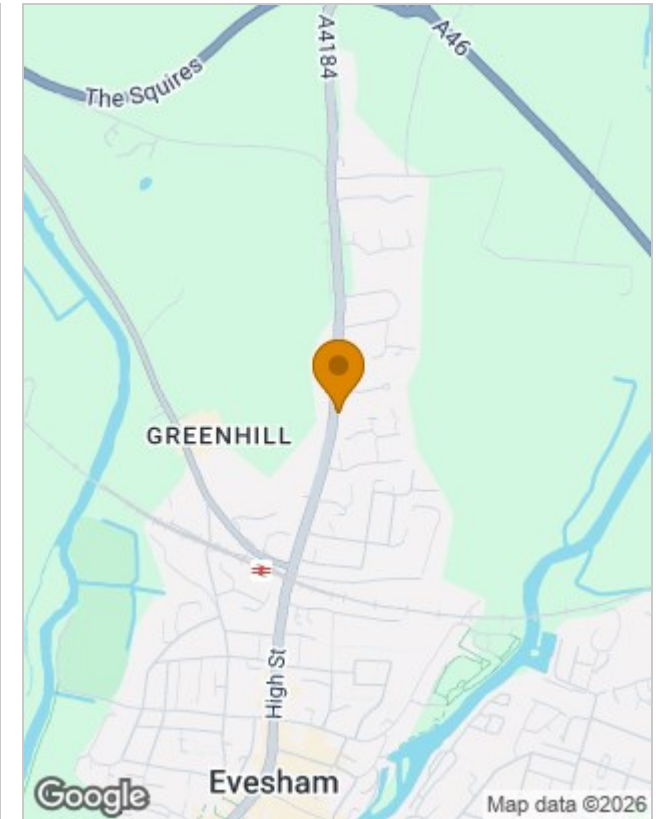 A4184
A46
The Squires
GREENHILL
High St
Evesham
Google
Map data ©2026